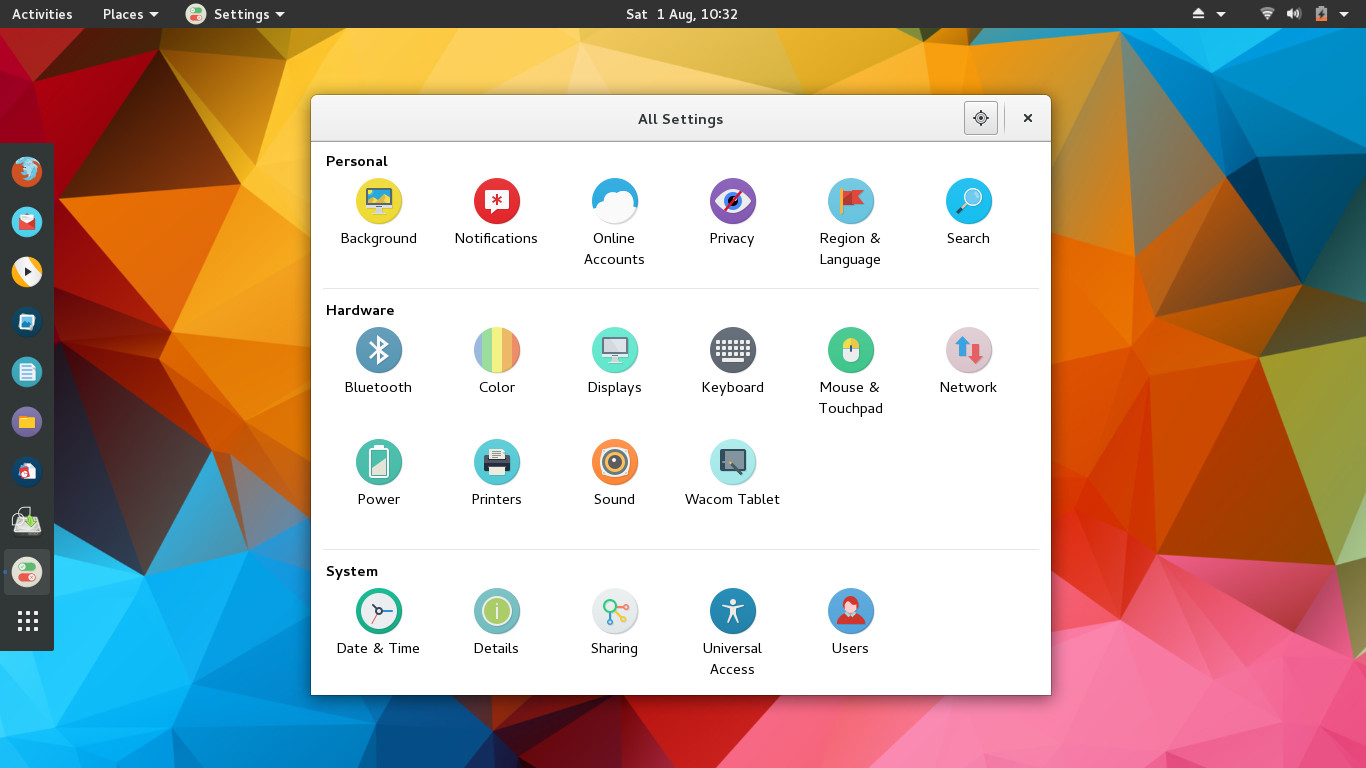 Activities Places Settings Sat 1 Aug, 10:32
All Settings
Personal
Background Notifications Online Accounts Privacy Region & Language Search
Hardware
Bluetooth Color Displays Keyboard Mouse & Touchpad Network
Power Printers Sound Wacom Tablet
System
Date & Time Details Sharing Universal Access Users